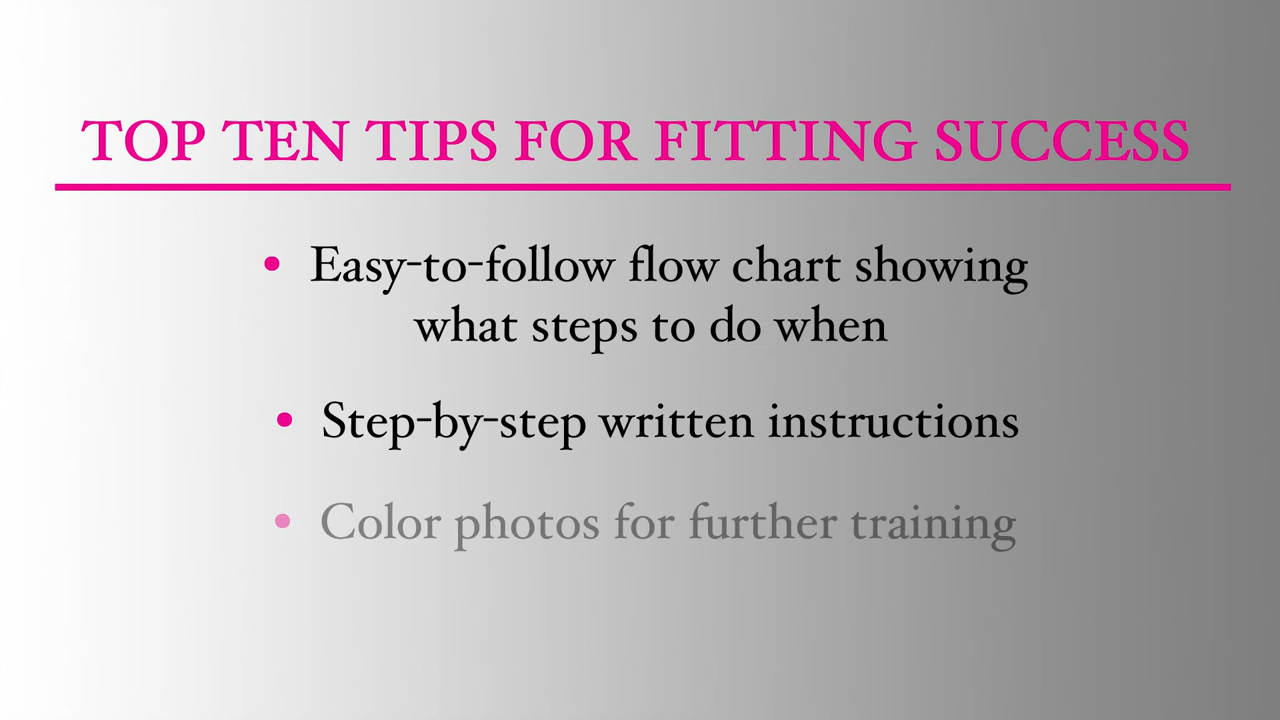 TOP TEN TIPS FOR FITTING SUCCESS
• Easy-to-follow flow chart showing
what steps to do when
• Step-by-step written instructions
• Color photos for further training